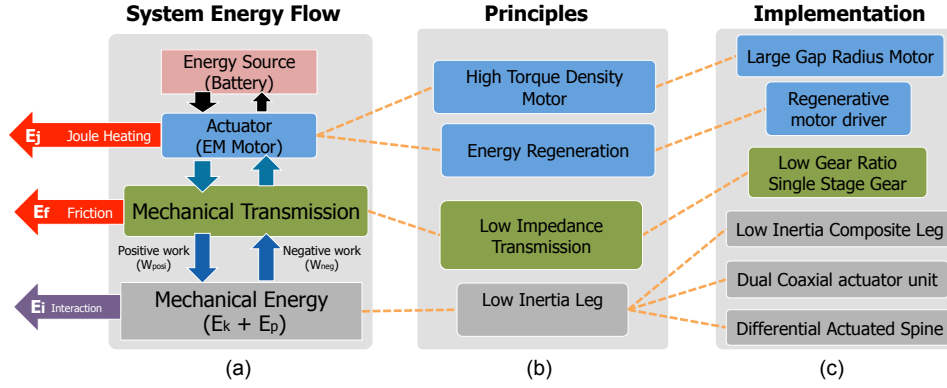 System Energy Flow
Principles
Implementation
Energy Source
(Battery)
Ej Joule Heating
Actuator
(EM Motor)
Ef Friction
Mechanical Transmission
Positive work
(Wposi)
Negative work
(Wneg)
Ei Interaction
Mechanical Energy
(Ek + Ep)
High Torque Density
Motor
Energy Regeneration
Low Impedance
Transmission
Low Inertia Leg
Large Gap Radius Motor
Regenerative
motor driver
Low Gear Ratio
Single Stage Gear
Low Inertia Composite Leg
Dual Coaxial actuator unit
Differential Actuated Spine
(a)
(b)
(c)